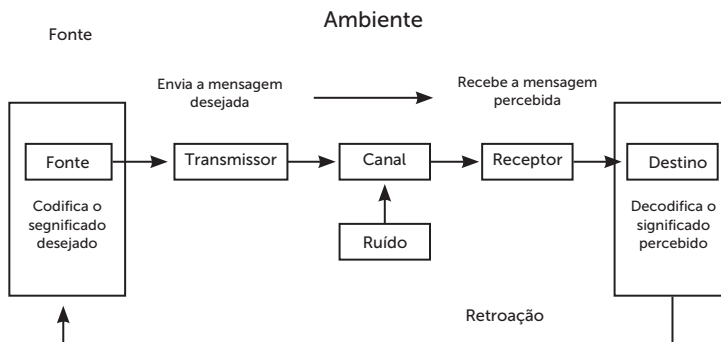 Ambiente
Fonte
Envia a mensagem
desejada
Recebe a mensagem
percebida
Fonte
Transmissor
Canal
Receptor
Destino
Codifica o
segnificado
desejado
Decodifica o
significado
percebido
Ruído
Retroação